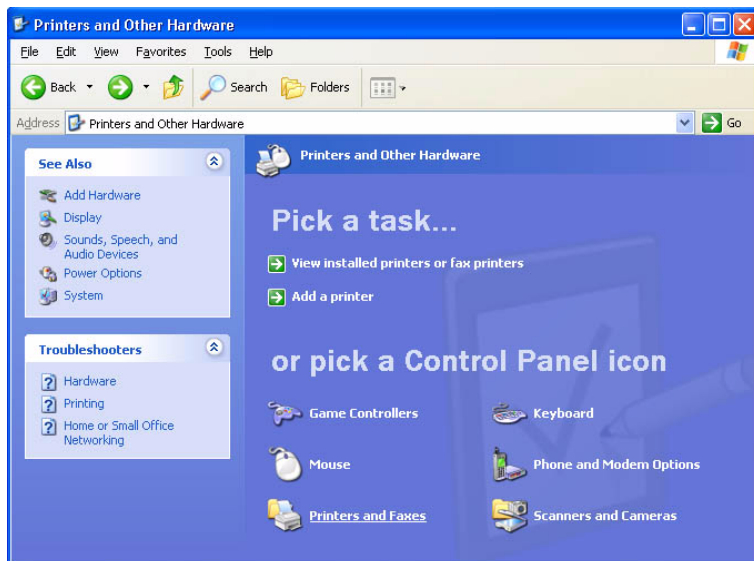 Printers and Other Hardware
File Edit View Favorites Tools Help
Back Search Folders
Address Printers and Other Hardware Go
See Also
Add Hardware
Display
Sounds, Speech, and
Audio Devices
Power Options
System
Troubleshooters
Hardware
Printing
Home or Small Office
Networking
Printers and Other Hardware
Pick a task...
View installed printers or fax printers
Add a printer
or pick a Control Panel icon
Game Controllers Keyboard
Mouse Phone and Modem Options
Printers and Faxes Scanners and Cameras